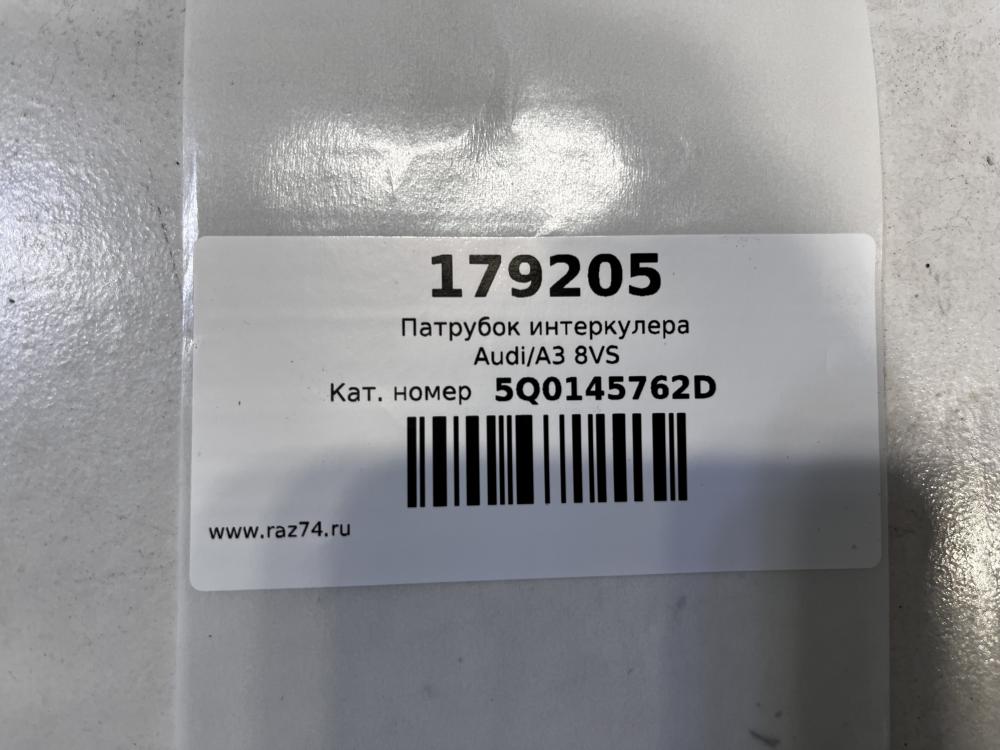 179205
Патрубок интеркулера
Audi/A3 8VS
Кат. номер 5Q0145762D
www.raz74.ru